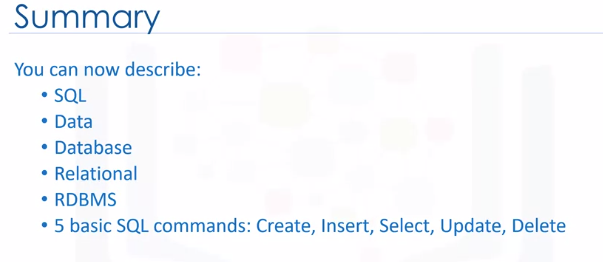 Summary
You can now describe:
• SQL
• Data
• Database
• Relational
• RDBMS
• 5 basic SQL commands: Create, Insert, Select, Update, Delete